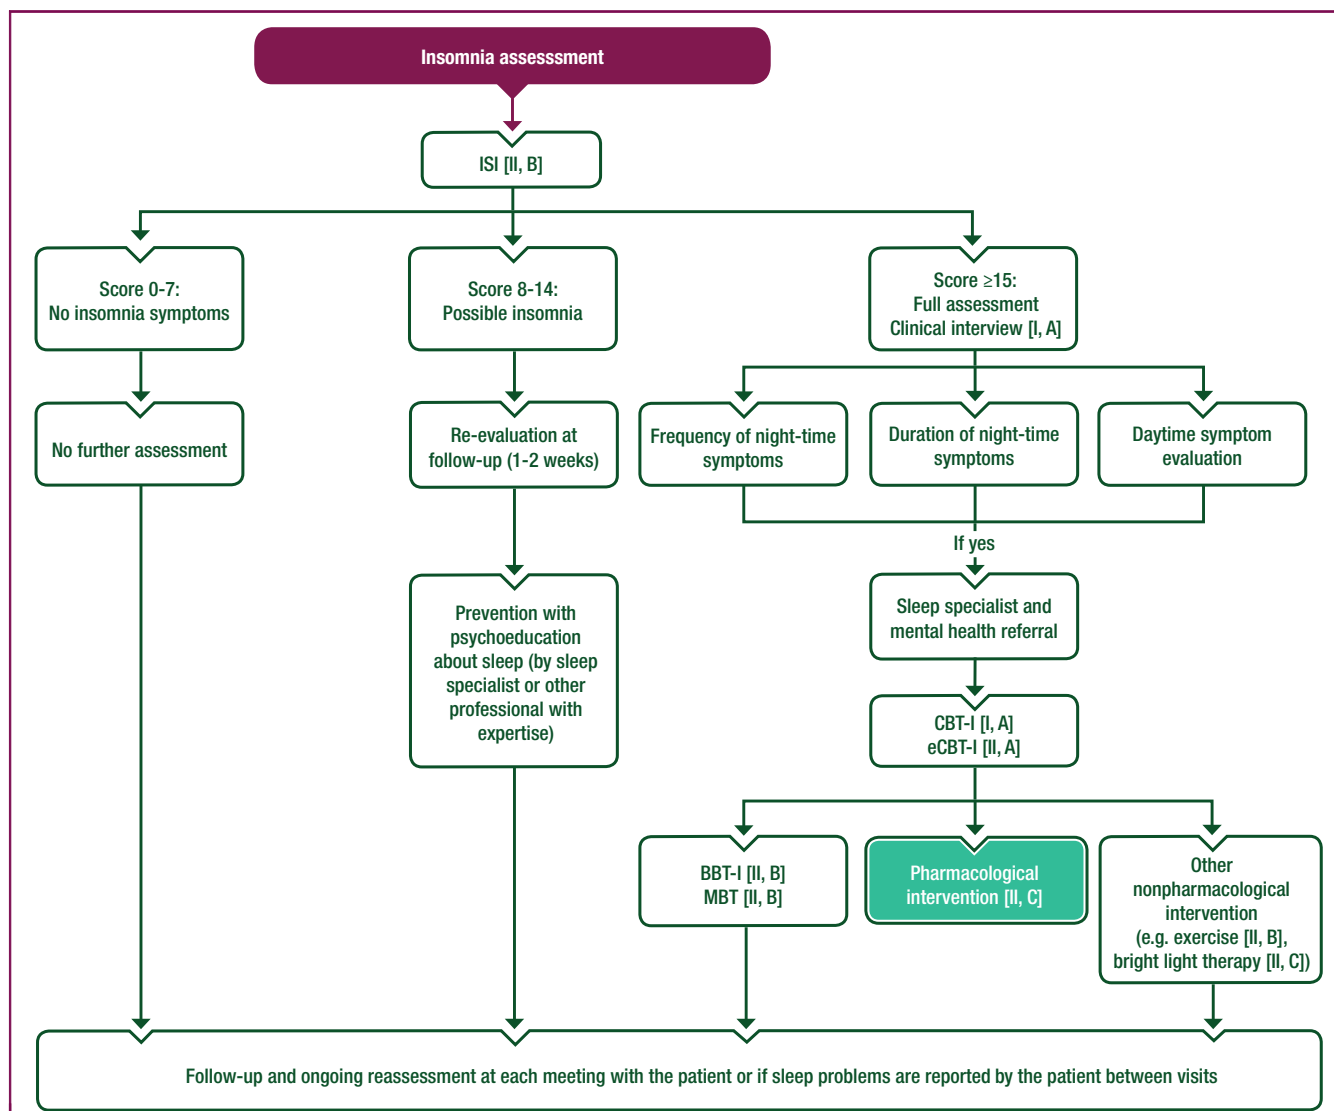 Insomnia assesssment
ISI [II, B]
Score 0-7:
No insomnia symptoms
Score 8-14:
Possible insomnia
Score ≥15:
Full assessment
Clinical interview [I, A]
No further assessment
Re-evaluation at
follow-up (1-2 weeks)
Frequency of night-time
symptoms
Duration of night-time
symptoms
Daytime symptom
evaluation
If yes
Prevention with
psychoeducation
about sleep (by sleep
specialist or other
professional with
expertise)
Sleep specialist and
mental health referral
CBT-I [I, A]
eCBT-I [II, A]
BBT-I [II, B]
MBT [II, B]
Pharmacological
intervention [II, C]
Other
nonpharmacological
intervention
(e.g. exercise [II, B],
bright light therapy [II, C])
Follow-up and ongoing reassessment at each meeting with the patient or if sleep problems are reported by the patient between visits